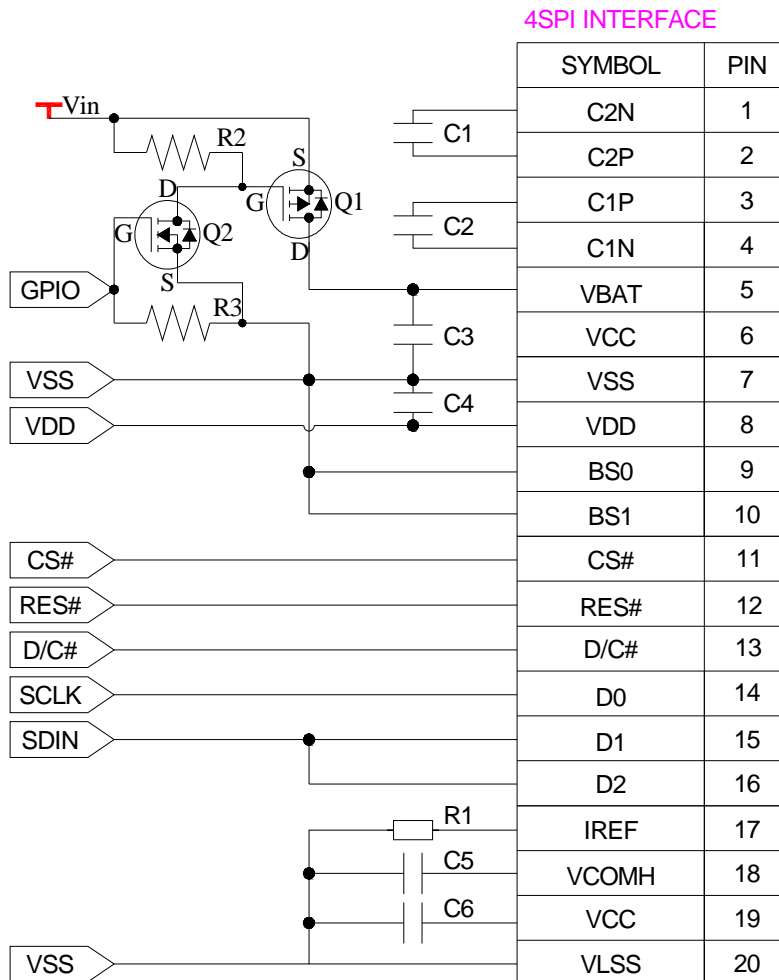 4SPI INTERFACE
SYMBOL PIN
Vin
C2N 1
C1
R2
C2P 2
S
D
G Q1
C1P 3
G Q2
C2
D
C1N 4
S
GPIO
VBAT 5
R3
C3
VCC 6
VSS
VSS 7
C4
VDD
VDD 8
BS0 9
BS1 10
CS#
CS# 11
RES#
RES# 12
D/C#
D/C# 13
SCLK
D0 14
SDIN
D1 15
D2 16
R1
IREF 17
C5
VCOMH 18
C6
VCC 19
VSS
VLSS 20